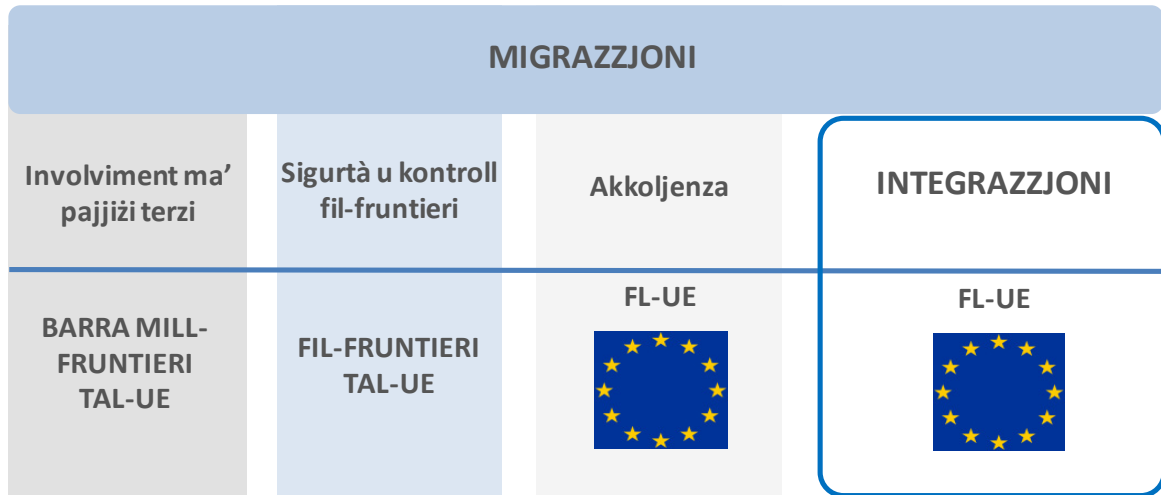 MIGRAZZJONI
Involviment ma’
pajjiżi terzi
Sigurtà u kontroll
fil-fruntieri
Akkoljenza
INTEGRAZZJONI
BARRA MILL-
FRUNTIERI
TAL-UE
FIL-FRUNTIERI
TAL-UE
FL-UE
FL-UE